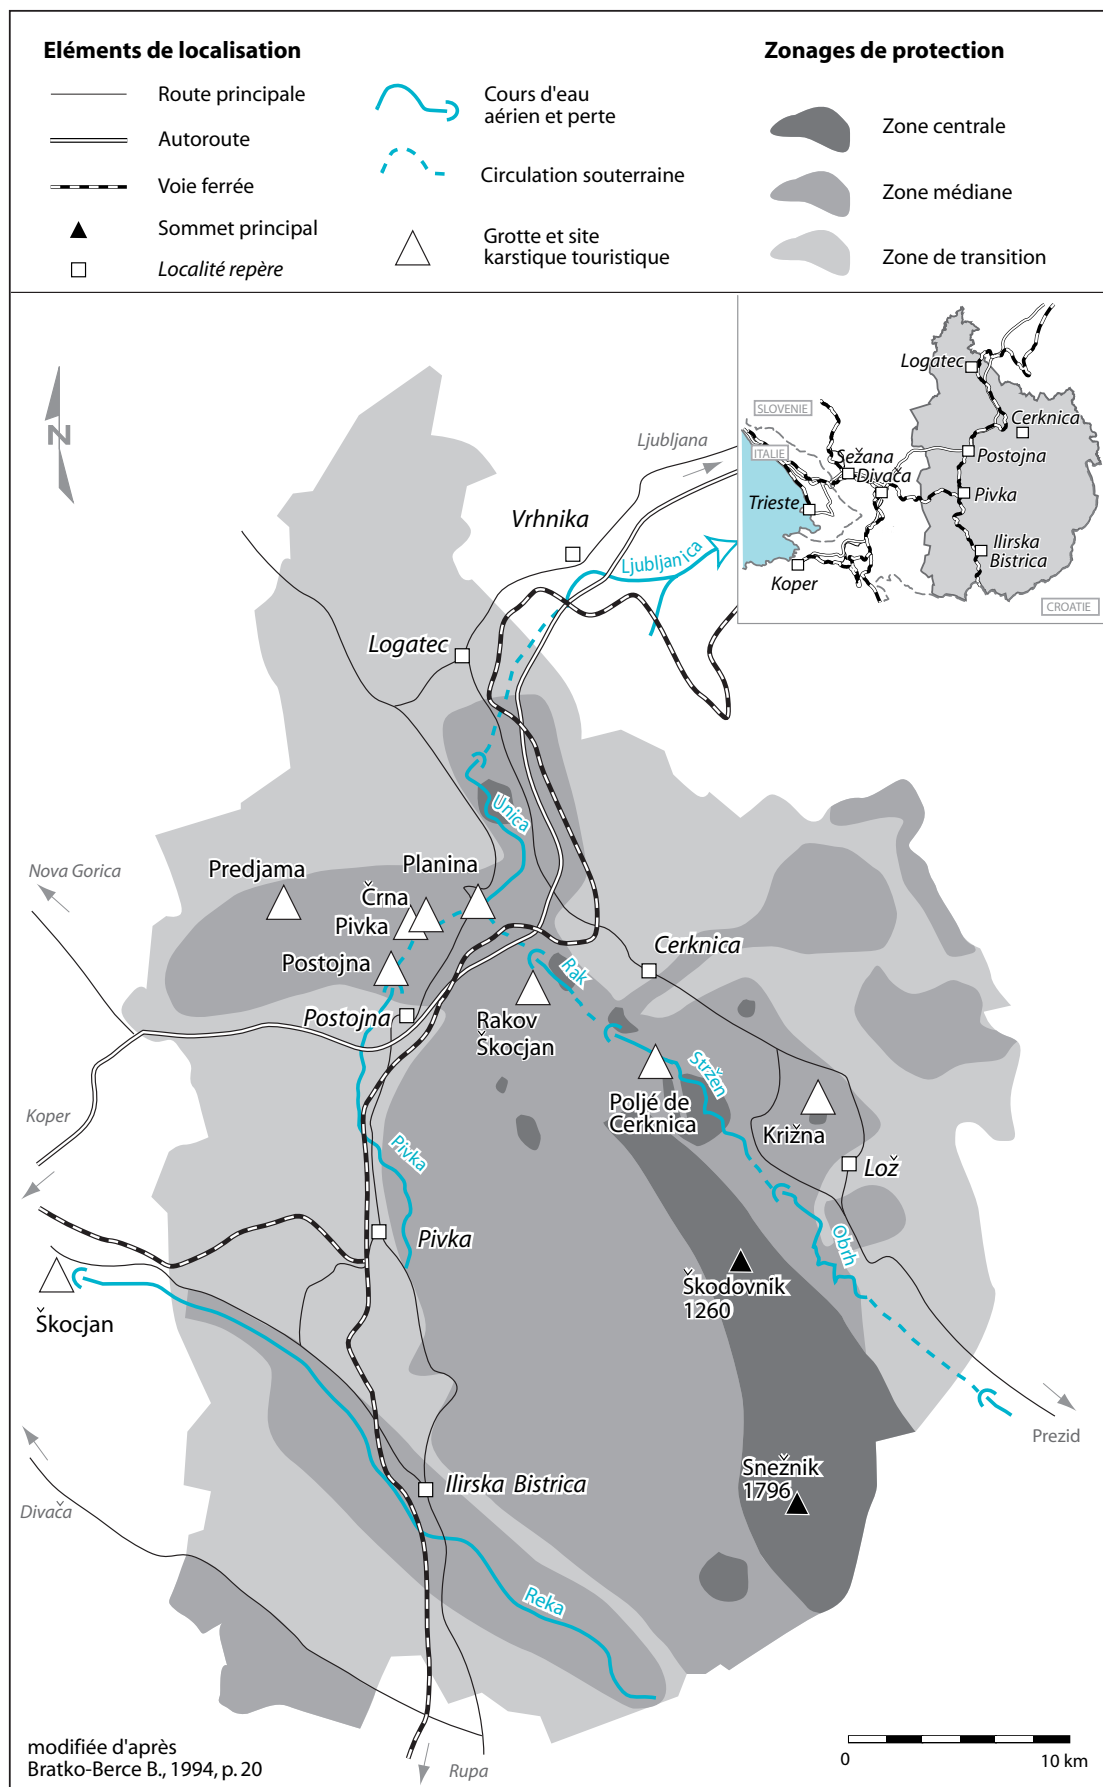 Eléments de localisation
Route principale
Autoroute
Voie ferrée
Sommet principal
Localité repère
Cours d'eau
aérien et perte
Circulation souterraine
Grotte et site
karstique touristique
Zonages de protection
Zone centrale
Zone médiane
Zone de transition
Logatec
Cerknica
SLOVENIE
ITALIE
Sežana
Divača
Postojna
Trieste
Pivka
Ilirska
Bistrica
Koper
CROATIE
N
Ljubljana
Vrhnika
Ljubljanica
Logatec
Unica
Nova Gorica
Predjama
Planina
Črna
Pivka
Postojna
Cerknica
Rak
Postojna
Rakov
Škocjan
Stržen
Koper
Poljé de
Cerknica
Križna
Pivka
Lož
Pivka
Obrh
Škodovnik
1260
Škocjan
Prezid
Snežnik
1796
Ilirska Bistrica
Divača
Reka
modifiée d'après
Bratko-Berce B., 1994, p. 20
Rupa
0
10 km